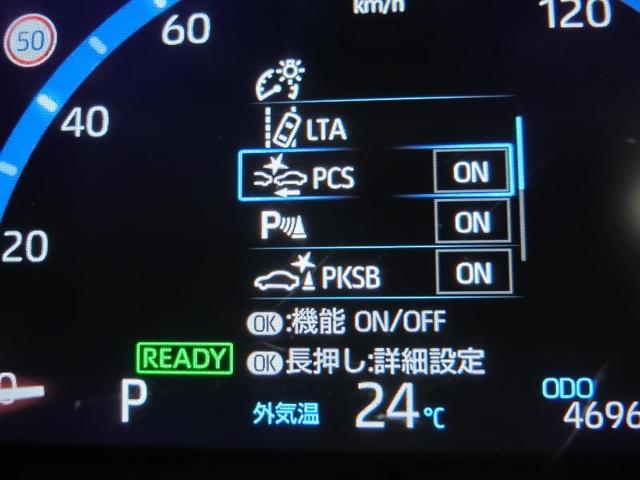 km/h
50
60
120
40
LTA
PCS ON
20
P ON
PKSB ON
OK:機能 ON/OFF
READY
OK長押し:詳細設定
P
外気温 24℃
ODO
4696